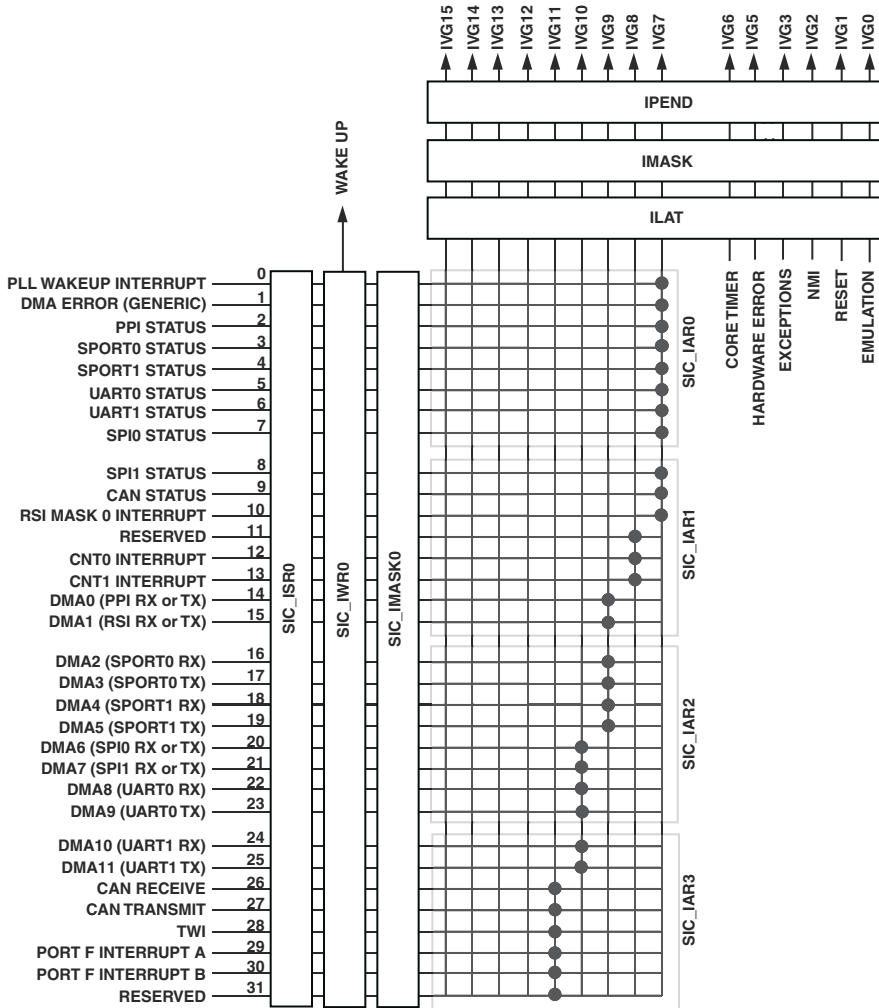 IVG15
IVG14
IVG13
IVG12
IVG11
IVG10
IVG9
IVG8
IVG7
IVG6
IVG5
IVG3
IVG2
IVG1
IVG0
IPEND
IMASK
ILAT
WAKE UP
CORE TIMER
HARDWARE ERROR
EXCEPTIONS
NMI
RESET
EMULATION
PLL WAKEUP INTERRUPT 0
DMA ERROR (GENERIC) 1
PPI STATUS 2
SPORT0 STATUS 3
SPORT1 STATUS 4
UART0 STATUS 5
UART1 STATUS 6
SPI0 STATUS 7
SIC_IAR0
SPI1 STATUS 8
CAN STATUS 9
RSI MASK 0 INTERRUPT 10
RESERVED 11
CNT0 INTERRUPT 12
CNT1 INTERRUPT 13
DMA0 (PPI RX or TX) 14
DMA1 (RSI RX or TX) 15
SIC_IAR1
SIC_ISR0
SIC_IWR0
SIC_IMASK0
DMA2 (SPORT0 RX) 16
DMA3 (SPORT0 TX) 17
DMA4 (SPORT1 RX) 18
DMA5 (SPORT1 TX) 19
DMA6 (SPI0 RX or TX) 20
DMA7 (SPI1 RX or TX) 21
DMA8 (UART0 RX) 22
DMA9 (UART0 TX) 23
SIC_IAR2
DMA10 (UART1 RX) 24
DMA11 (UART1 TX) 25
CAN RECEIVE 26
CAN TRANSMIT 27
TWI 28
PORT F INTERRUPT A 29
PORT F INTERRUPT B 30
RESERVED 31
SIC_IAR3